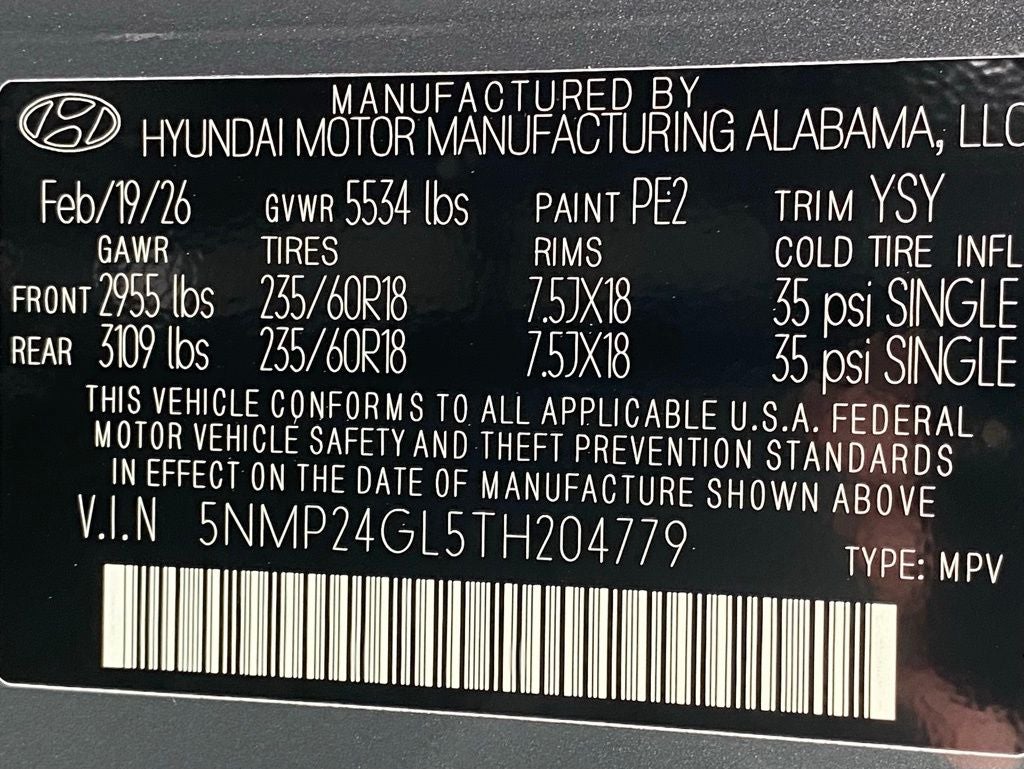 MANUFACTURED BY
HYUNDAI MOTOR MANUFACTURING ALABAMA, LLC
Feb/19/26 GVWR 5534 lbs PAINT PE2 TRIM YSY
GAWR TIRES RIMS COLD TIRE INFL
FRONT 2955 lbs 235/60R18 7.5JX18 35 psi SINGLE
REAR 3109 lbs 235/60R18 7.5JX18 35 psi SINGLE
THIS VEHICLE CONFORMS TO ALL APPLICABLE U.S.A. FEDERAL
MOTOR VEHICLE SAFETY AND THEFT PREVENTION STANDARDS
IN EFFECT ON THE DATE OF MANUFACTURE SHOWN ABOVE
V.I.N 5NMP24GL5TH204779
TYPE: MPV